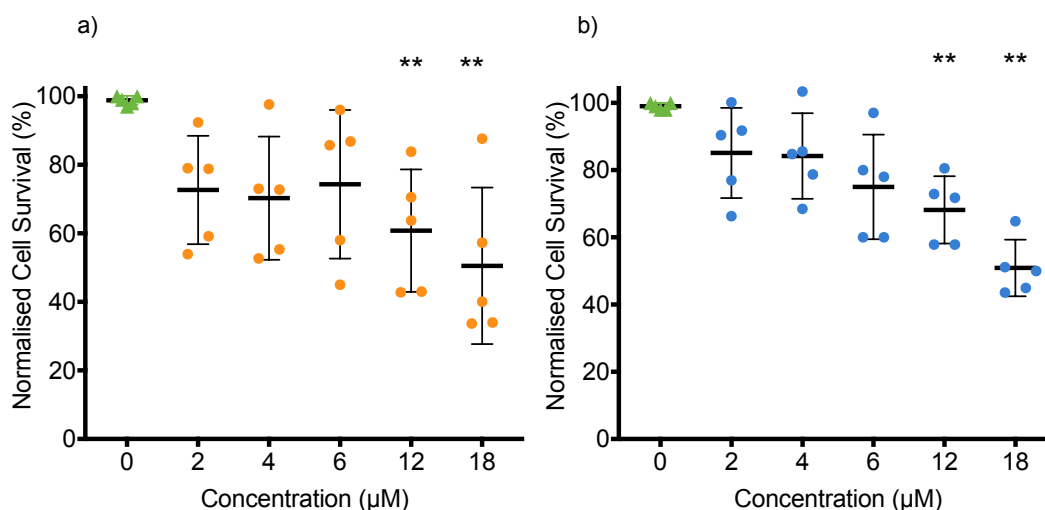 a)
** **
Normalised Cell Survival (%)
100
80
60
40
20
0
0 2 4 6 12 18
Concentration (µM)
b)
** **
Normalised Cell Survival (%)
100
80
60
40
20
0
0 2 4 6 12 18
Concentration (µM)